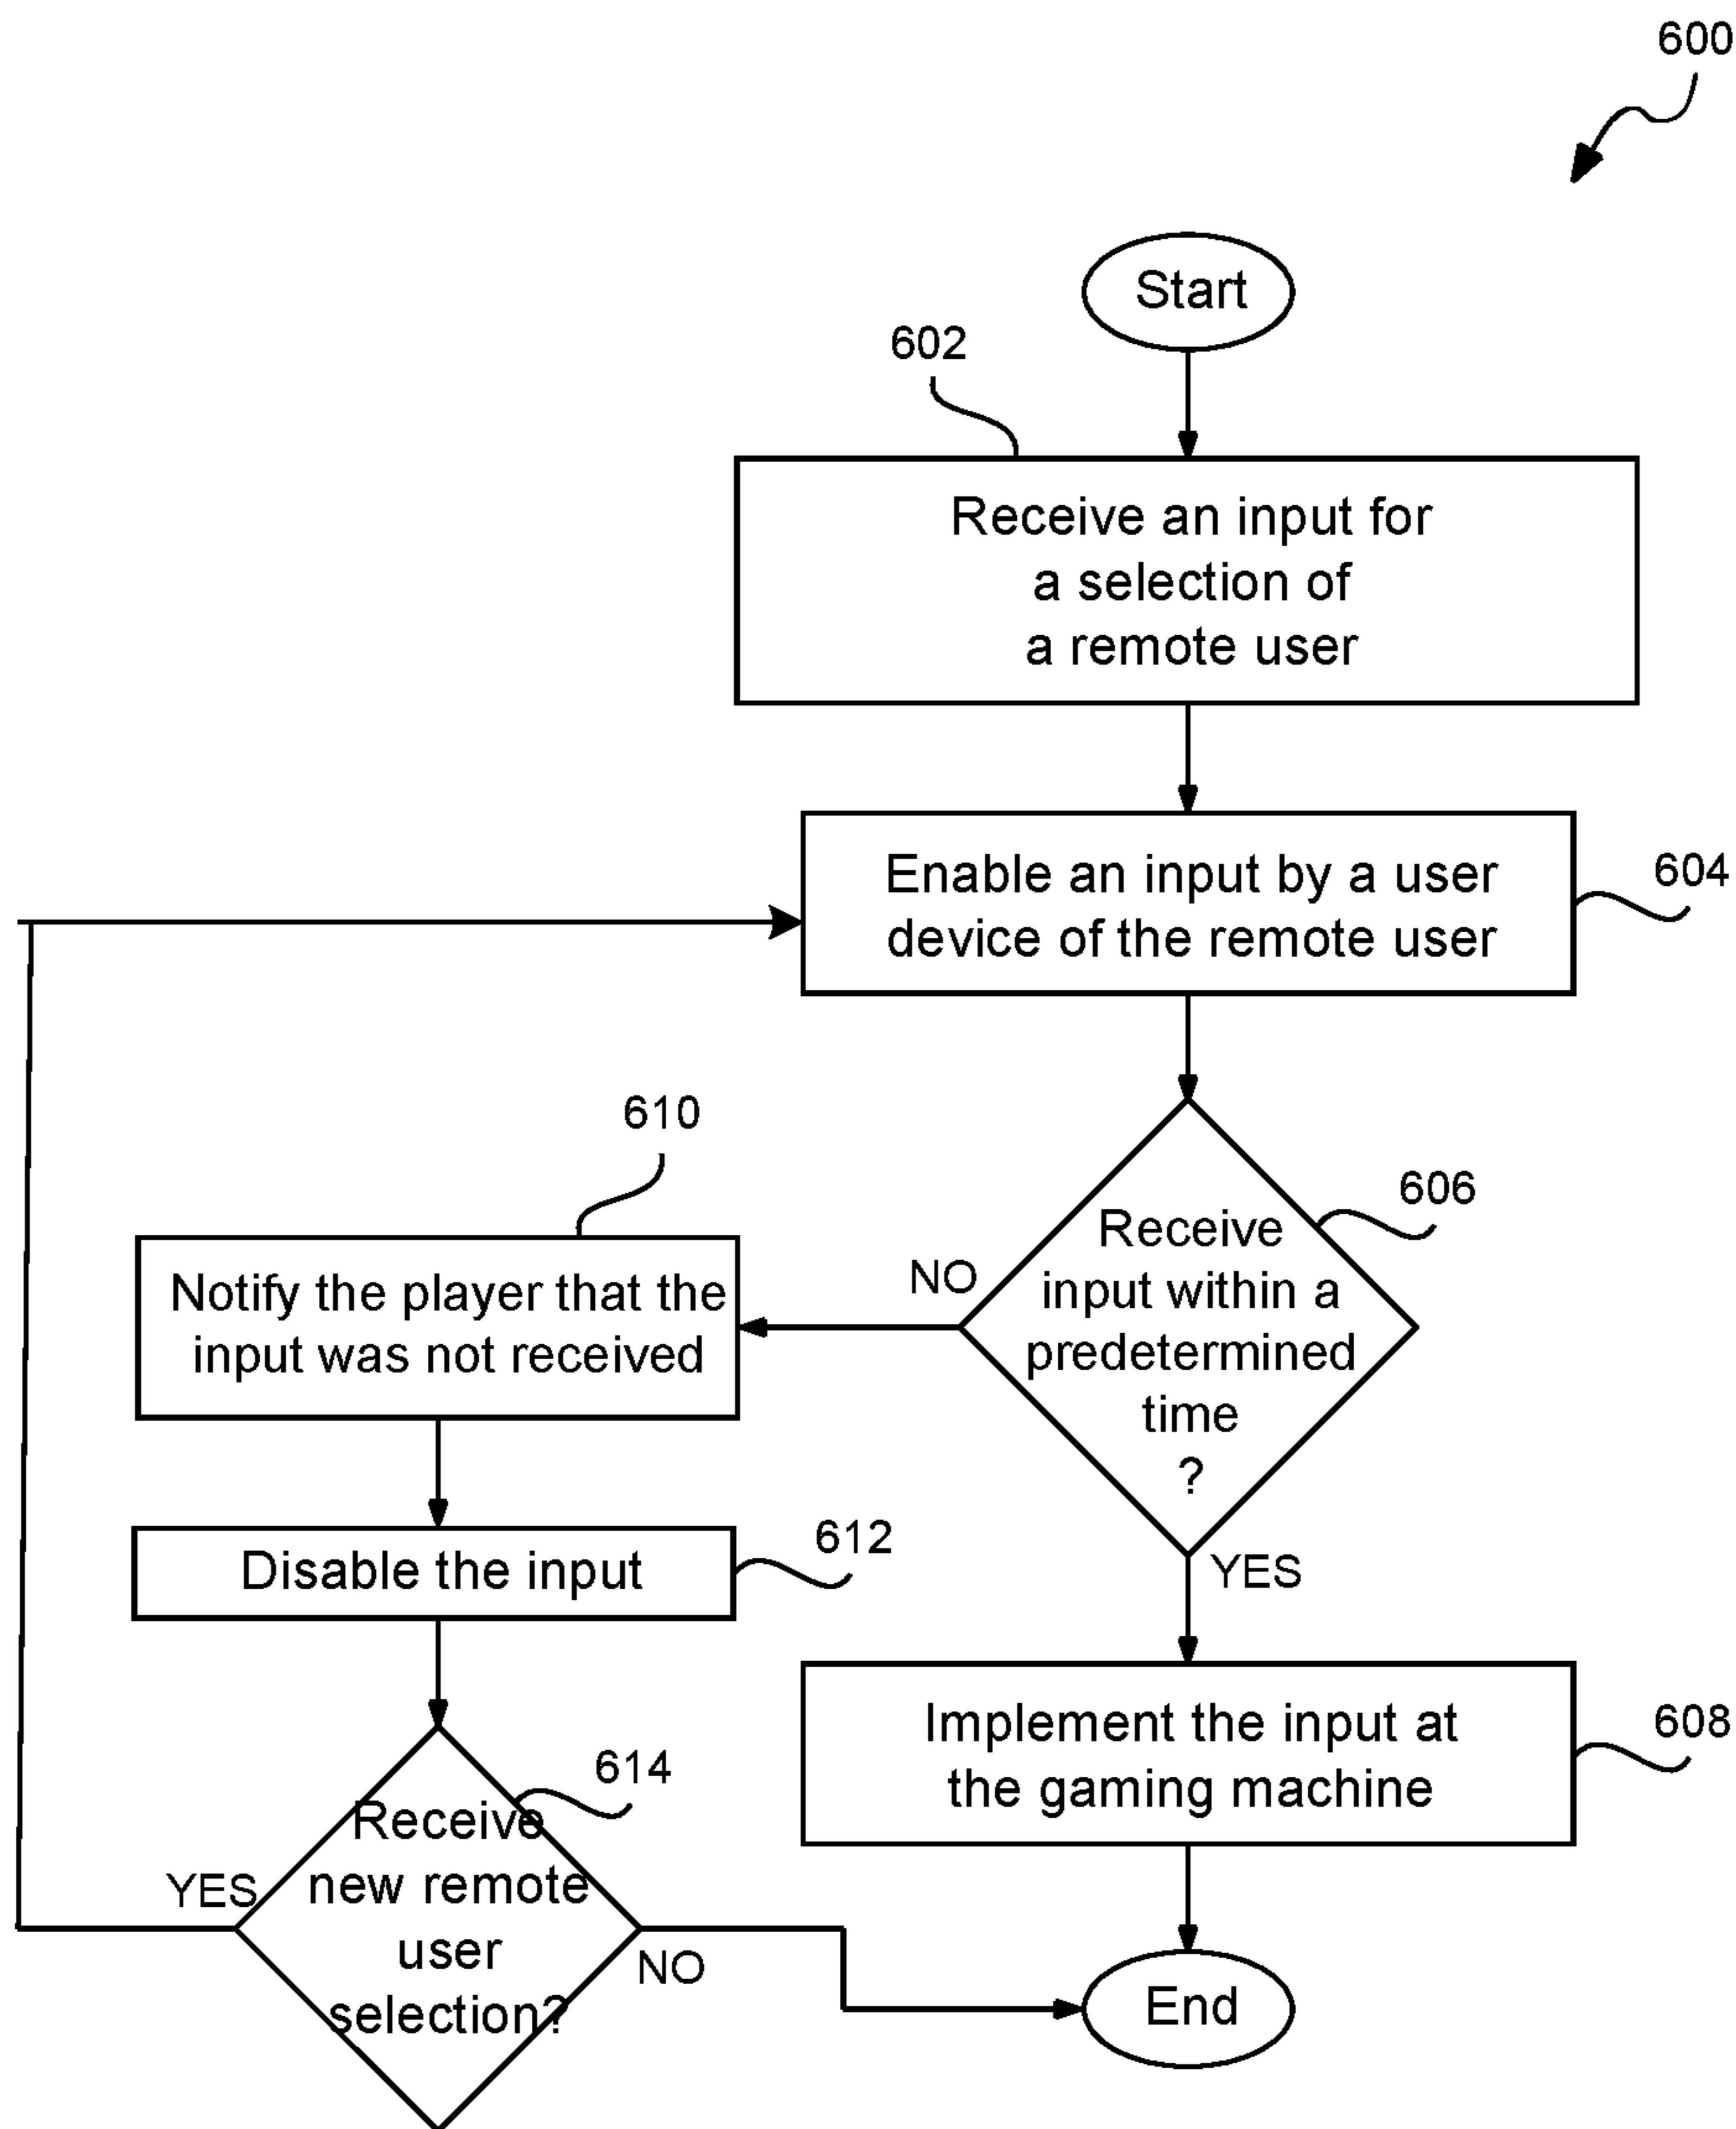 600
Start
602
Receive an input for
a selection of
a remote user
Enable an input by a user
device of the remote user
604
610
606
Receive
input within a
predetermined
time
?
NO
Notify the player that the
input was not received
YES
612
Disable the input
Implement the input at
the gaming machine
608
614
Receive
new remote
user
selection?
YES
NO
End